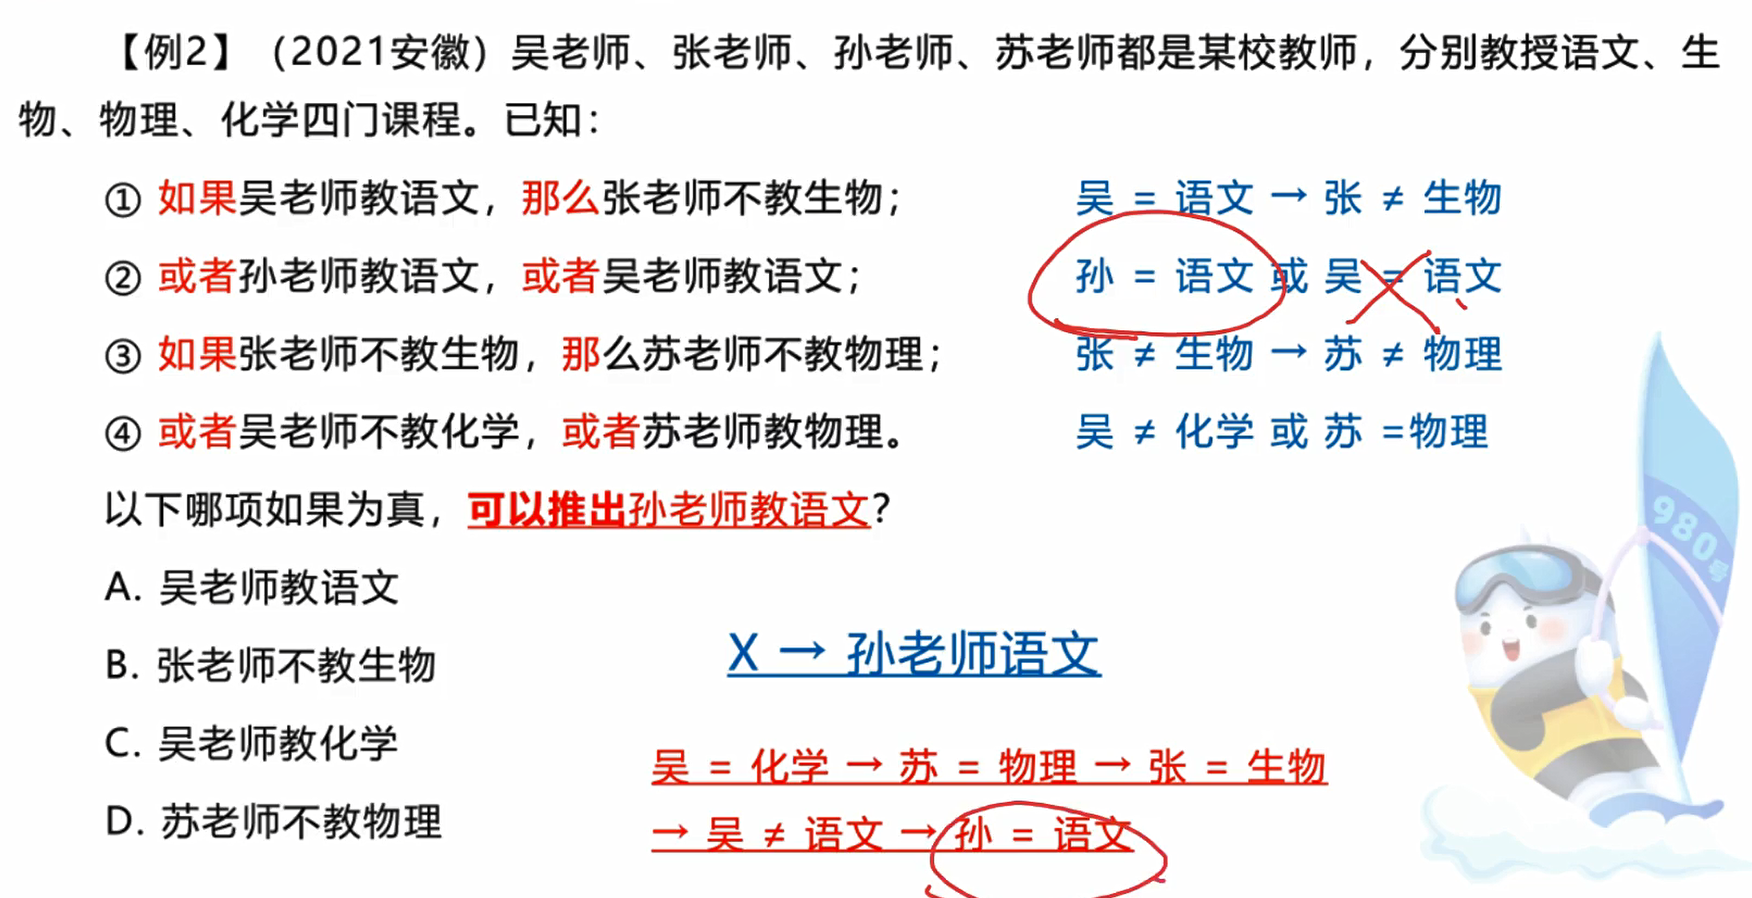 【例2】（2021安徽）吴老师、张老师、孙老师、苏老师都是某校教师，分别教授语文、生
物、物理、化学四门课程。已知：
① 如果吴老师教语文，那么张老师不教生物；
吴 = 语文 → 张 ≠ 生物
② 或者孙老师教语文，或者吴老师教语文；
孙 = 语文 或 吴 = 语文
③ 如果张老师不教生物，那么苏老师不教物理；
张 ≠ 生物 → 苏 ≠ 物理
④ 或者吴老师不教化学，或者苏老师教物理。
吴 ≠ 化学 或 苏 =物理
以下哪项如果为真，可以推出孙老师教语文？
A. 吴老师教语文
B. 张老师不教生物
C. 吴老师教化学
D. 苏老师不教物理
X → 孙老师语文
吴 = 化学 → 苏 = 物理 → 张 = 生物
→ 吴 ≠ 语文 → 孙 = 语文
980号